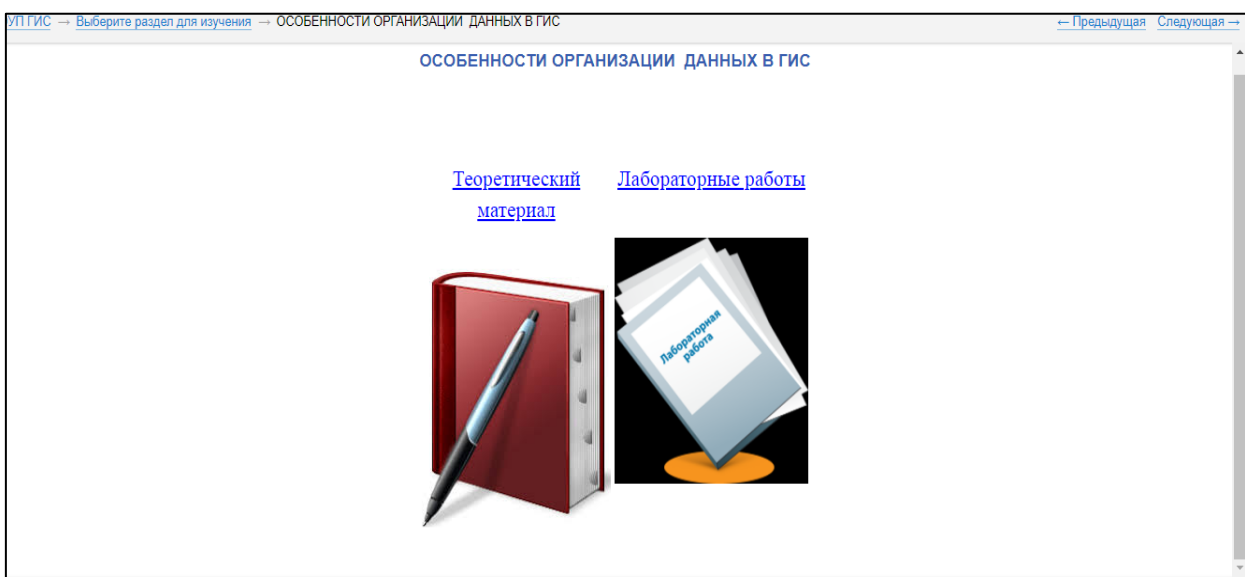 УП ГИС → Выберите раздел для изучения → ОСОБЕННОСТИ ОРГАНИЗАЦИИ ДАННЫХ В ГИС ← Предыдущая Следующая →
ОСОБЕННОСТИ ОРГАНИЗАЦИИ ДАННЫХ В ГИС
Теоретический Лабораторные работы
материал
Лабораторная
работа